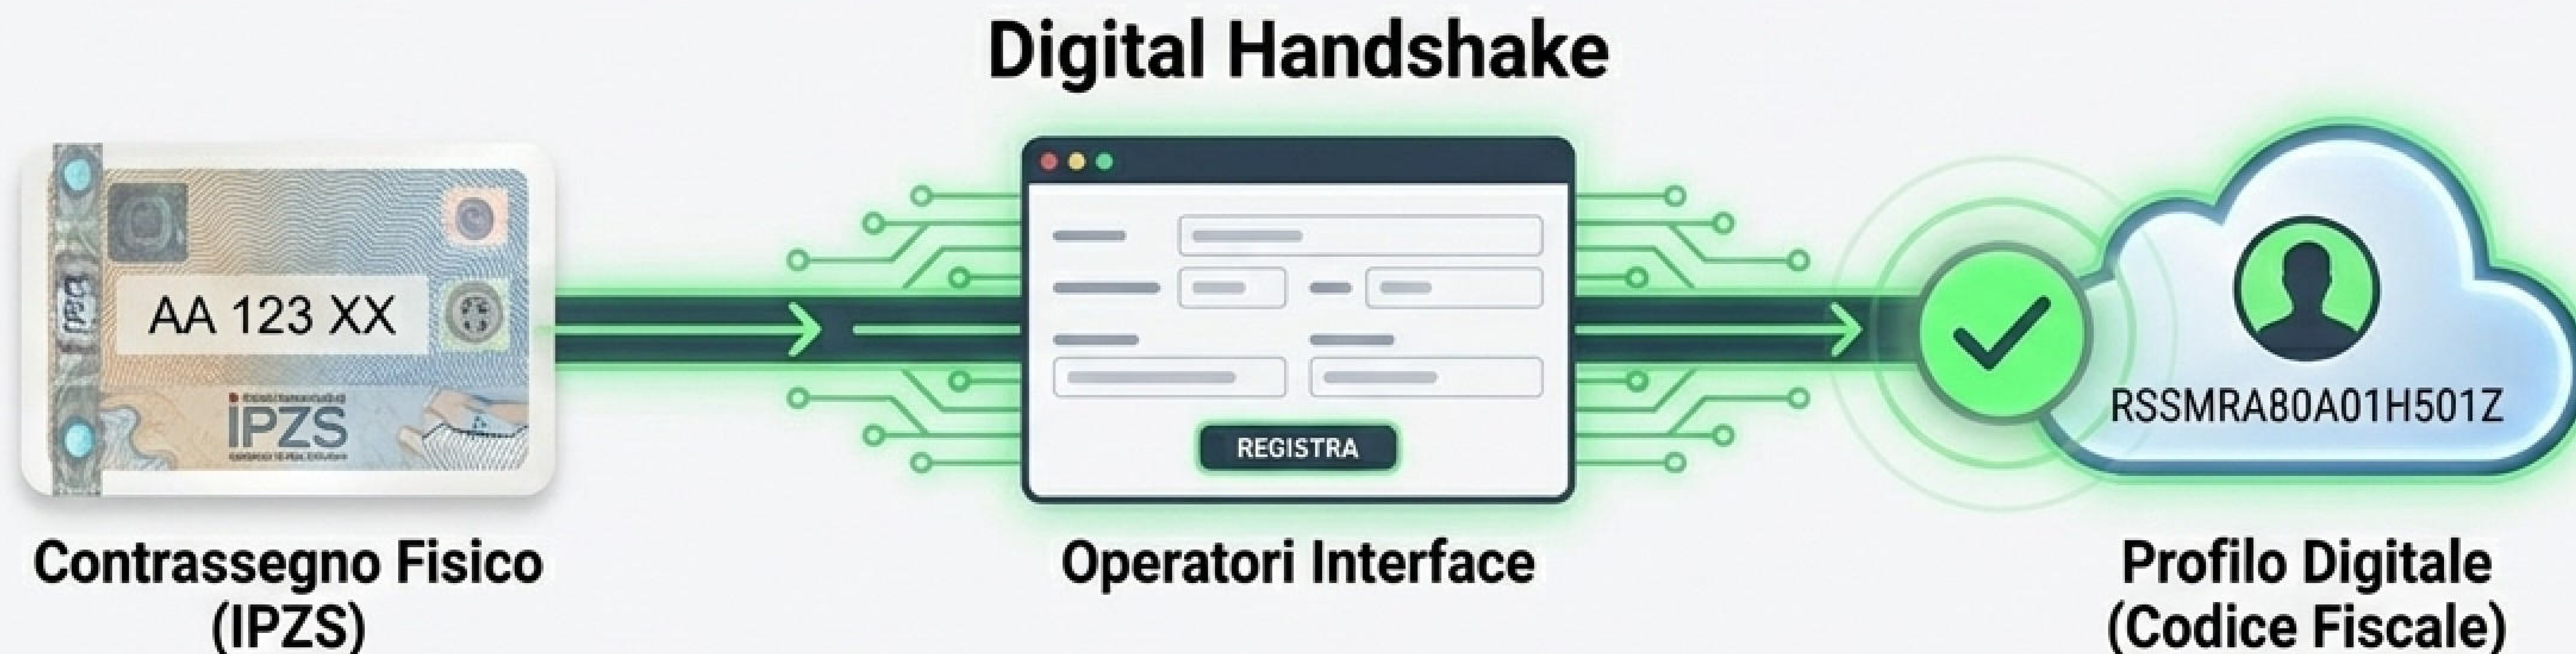 Digital Handshake
AA 123 XX
IPZS
REGISTRA
RSSMRA80A01H501Z
Contrassegno Fisico
(IPZS)
Operatori Interface
Profilo Digitale
(Codice Fiscale)